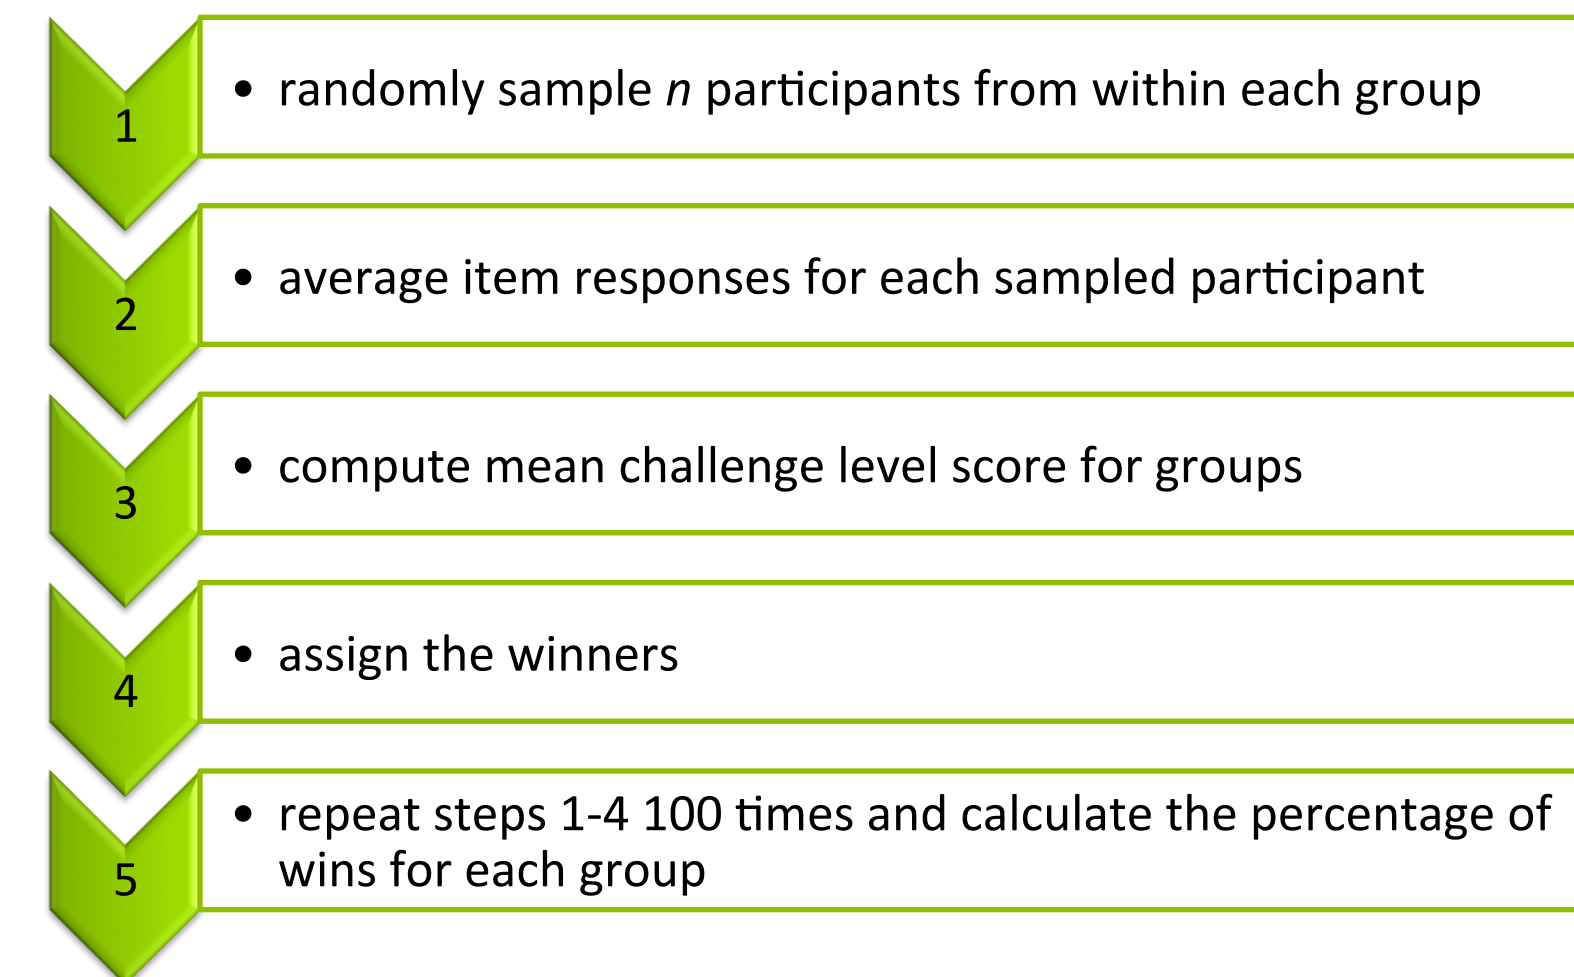 1
• randomly sample n participants from within each group
2
• average item responses for each sampled participant
3
• compute mean challenge level score for groups
4
• assign the winners
5
• repeat steps 1-4 100 times and calculate the percentage of
wins for each group